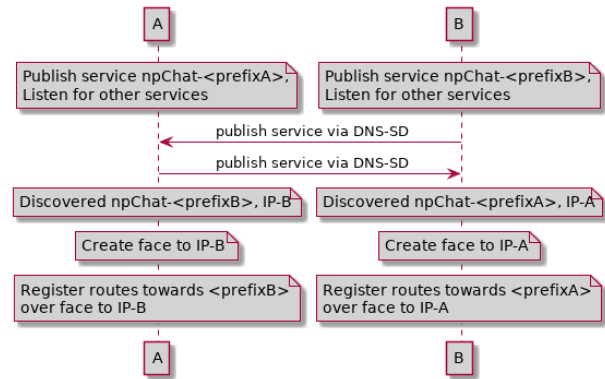 A
B
Publish service npChat-<prefixA>,
Listen for other services
Publish service npChat-<prefixB>,
Listen for other services
publish service via DNS-SD
publish service via DNS-SD
Discovered npChat-<prefixB>, IP-B
Discovered npChat-<prefixA>, IP-A
Create face to IP-B
Create face to IP-A
Register routes towards <prefixB>
over face to IP-B
Register routes towards <prefixA>
over face to IP-A
A
B